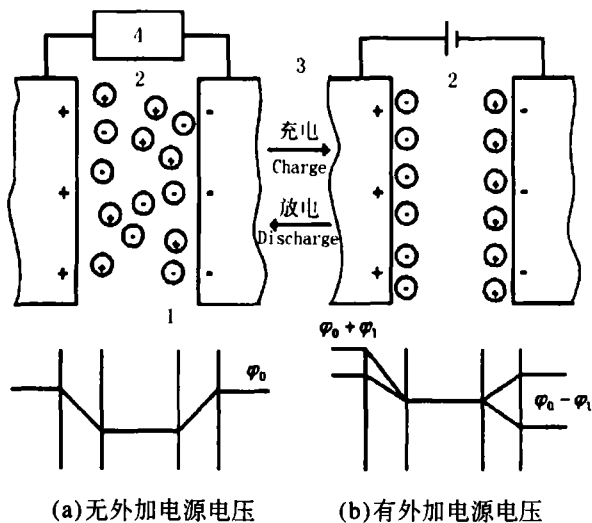 4
2
3
2
充电
Charge
放电
Discharge
1
φ₀
φ₀ + φ₁
φ₀ − φ₁
(a)无外加电源电压
(b)有外加电源电压